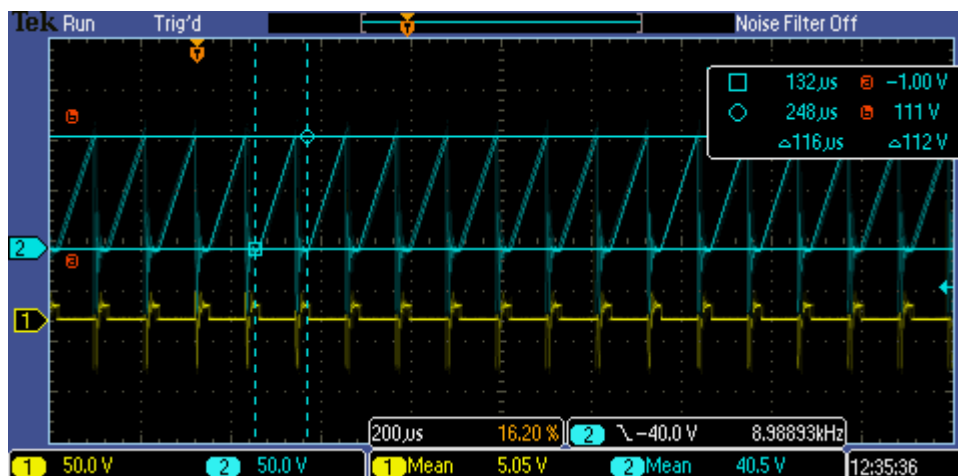 Tek Run Trig'd Noise Filter Off
T
T
132µs a −1.00 V
248µs b 111 V
△116µs △112 V
b
2
a
1
200µs 16.20 % 2 \ −40.0 V 8.98893kHz
1 50.0 V 2 50.0 V 1 Mean 5.05 V 2 Mean 40.5 V 12:35:36